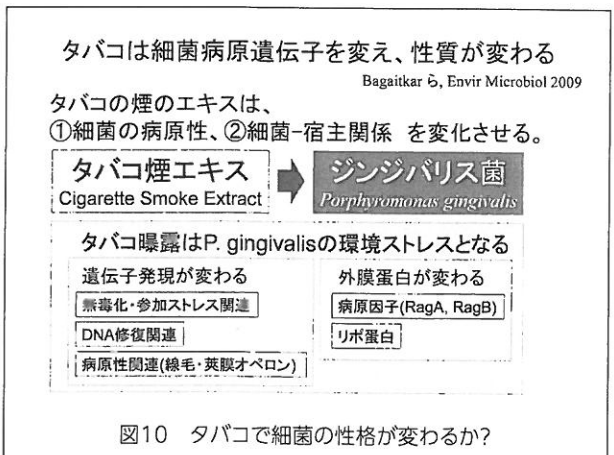 タバコは細菌病原遺伝子を変え、性質が変わる
Bagaitkar ら, Envir Microbiol 2009
タバコの煙のエキスは、
①細菌の病原性、②細菌−宿主関係 を変化させる。
タバコ煙エキス
Cigarette Smoke Extract
ジンジバリス菌
Porphyromonas gingivalis
タバコ曝露はP. gingivalisの環境ストレスとなる
遺伝子発現が変わる
無毒化・参加ストレス関連
DNA修復関連
病原性関連(線毛・莢膜オペロン)
外膜蛋白が変わる
病原因子(RagA, RagB)
リポ蛋白
図10 タバコで細菌の性格が変わるか?